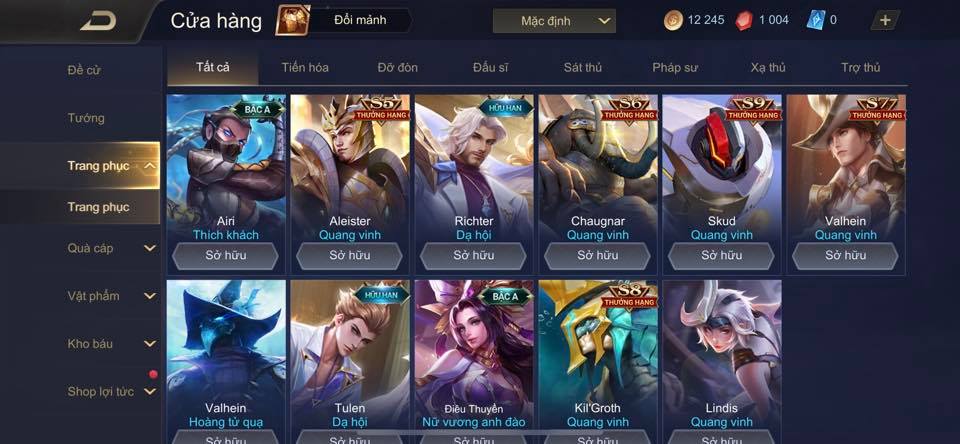 Cửa hàng
Đổi mảnh
Mặc định
12 245
1 004
0
Đề cử
Tướng
Trang phục
Trang phục
Quà cáp
Vật phẩm
Kho báu
Shop lợi tức
Tất cả
Tiến hóa
Đỡ đòn
Đấu sĩ
Sát thủ
Pháp sư
Xạ thủ
Trợ thủ
BẬC A
Airi
Thích khách
Sở hữu
S5
THƯỞNG HẠNG
Aleister
Quang vinh
Sở hữu
HỮU HẠN
Richter
Dạ hội
Sở hữu
S6
THƯỞNG HẠNG
Chaugnar
Quang vinh
Sở hữu
S9
THƯỞNG HẠNG
Skud
Quang vinh
Sở hữu
S7
THƯỞNG HẠNG
Valhein
Quang vinh
Sở hữu
Valhein
Hoàng tử quạ
Sở hữu
HỮU HẠN
Tulen
Dạ hội
Sở hữu
BẬC A
Điêu Thuyền
Nữ vương anh đào
Sở hữu
S8
THƯỞNG HẠNG
Kil'Groth
Quang vinh
Sở hữu
Lindis
Quang vinh
Sở hữu